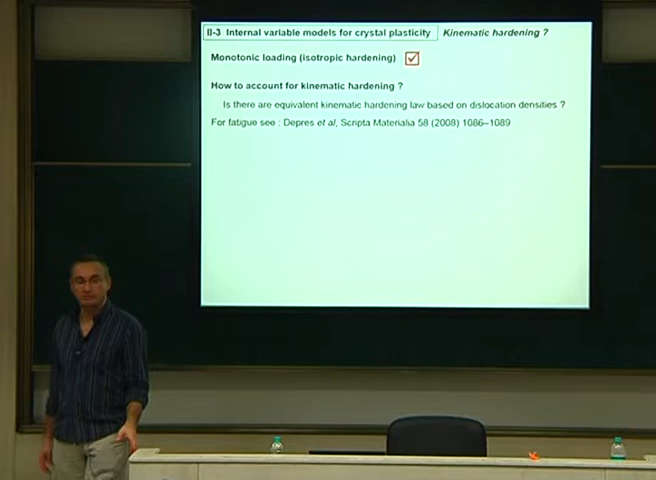 II-3 Internal variable models for crystal plasticity Kinematic hardening ?
Monotonic loading (isotropic hardening)
How to account for kinematic hardening ?
Is there are equivalent kinematic hardening law based on dislocation densities ?
For fatigue see : Depres et al, Scripta Materialia 58 (2008) 1086–1089